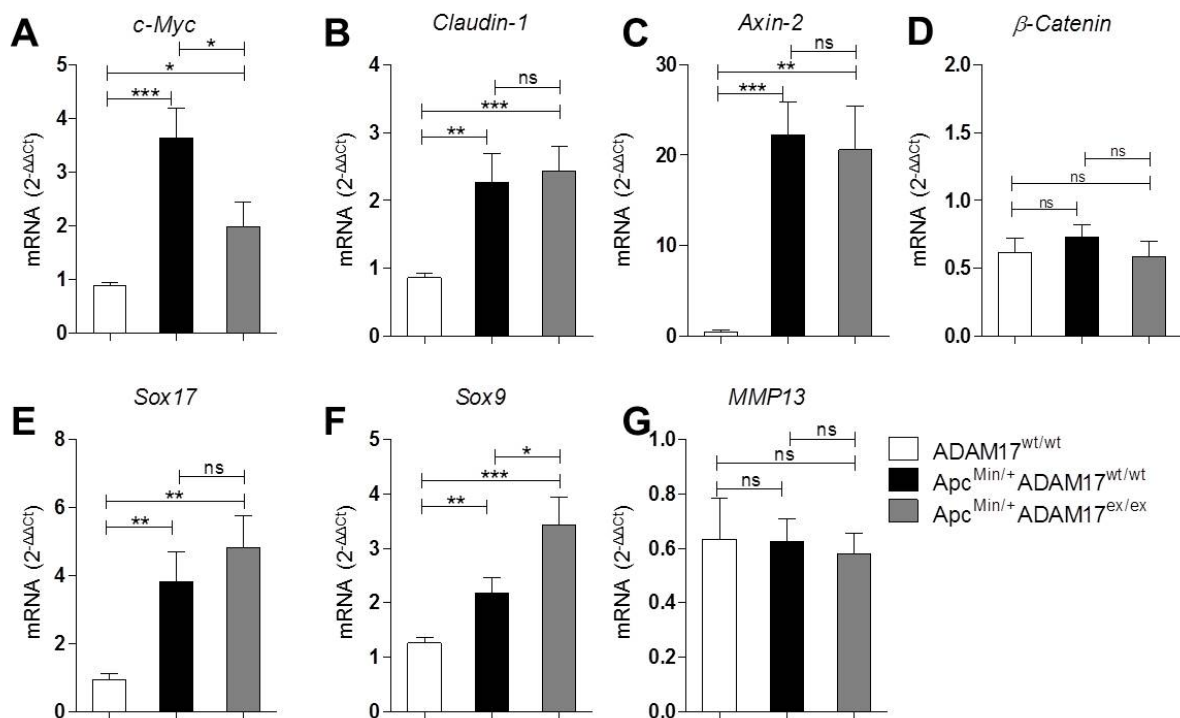 A
c-Myc
mRNA (2-ΔΔCt)
5
4
3
2
1
0
***
*
*
B
Claudin-1
mRNA (2-ΔΔCt)
4
3
2
1
0
**
***
ns
C
Axin-2
mRNA (2-ΔΔCt)
30
20
10
0
***
**
ns
D
β-Catenin
mRNA (2-ΔΔCt)
2.0
1.5
1.0
0.5
0.0
ns
ns
ns
E
Sox17
mRNA (2-ΔΔCt)
8
6
4
2
0
**
**
ns
F
Sox9
mRNA (2-ΔΔCt)
5
4
3
2
1
0
**
***
*
G
MMP13
mRNA (2-ΔΔCt)
1.0
0.8
0.6
0.4
0.2
0.0
ns
ns
ns
ADAM17wt/wt
ApcMin/+ADAM17wt/wt
ApcMin/+ADAM17ex/ex